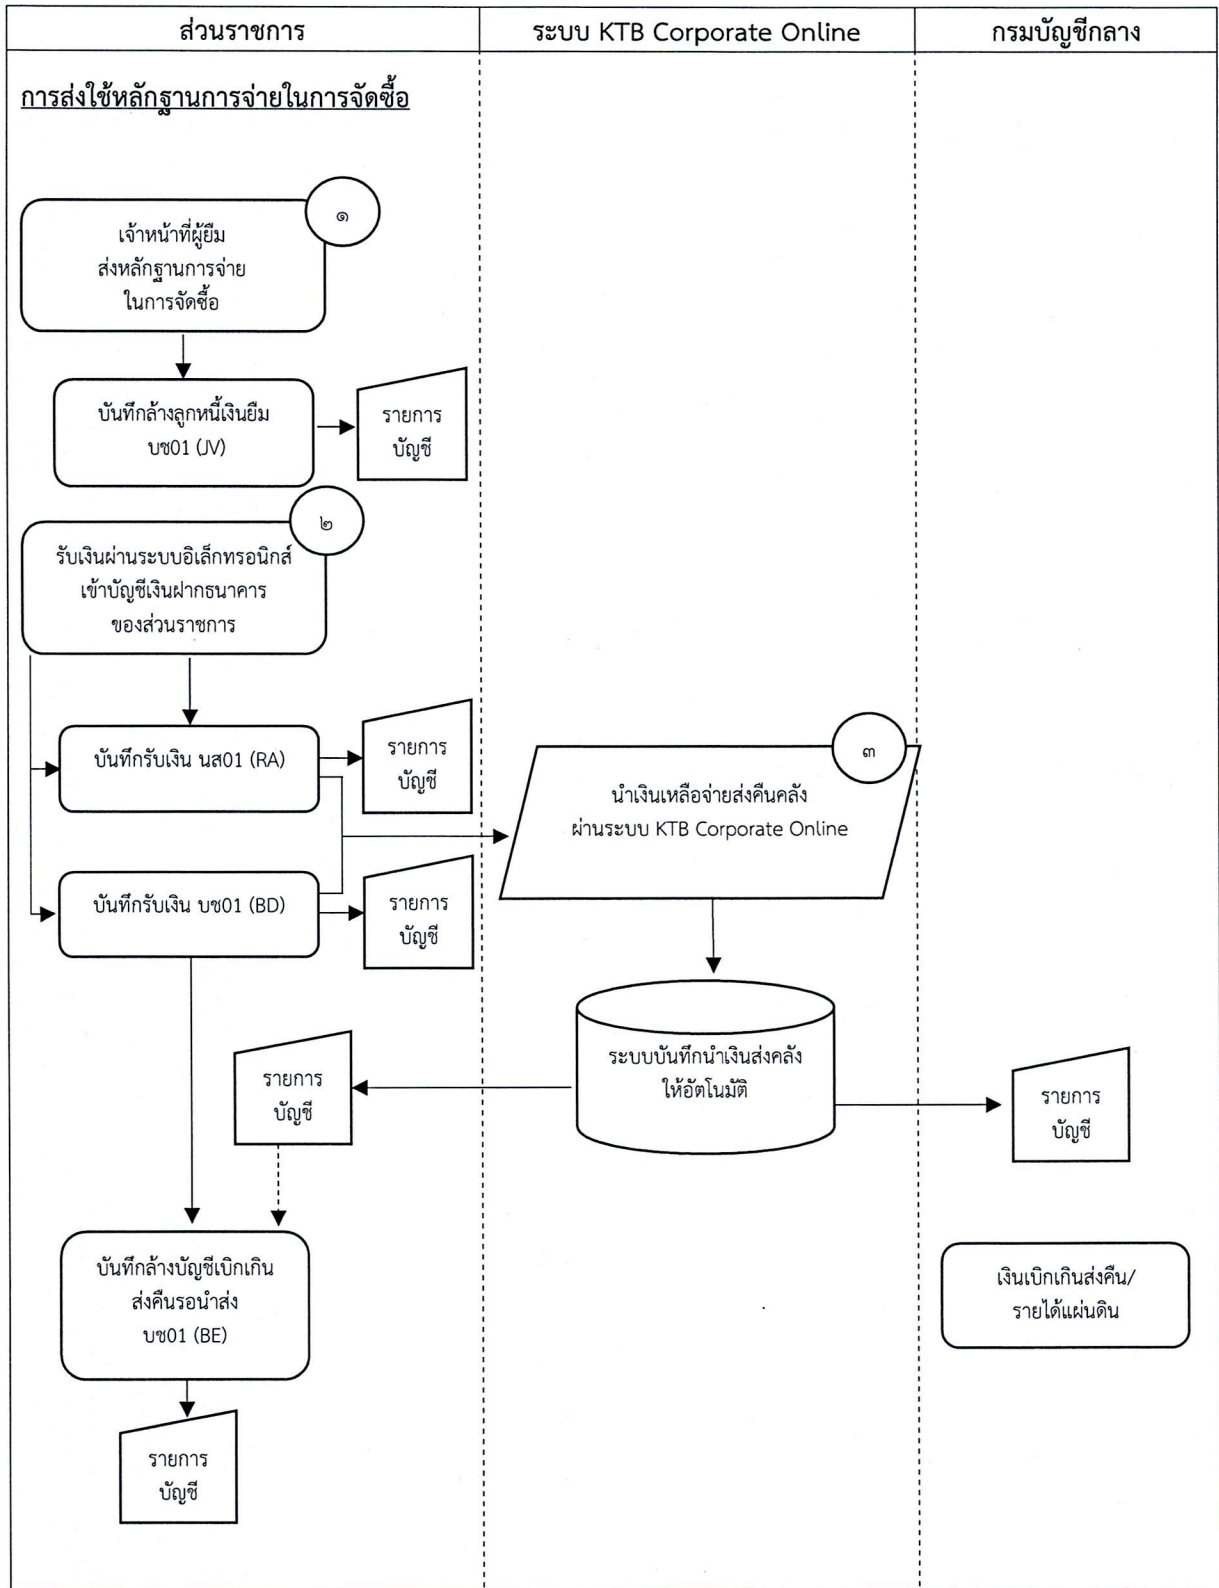 ส่วนราชการ
ระบบ KTB Corporate Online
กรมบัญชีกลาง
การส่งใช้หลักฐานการจ่ายในการจัดซื้อ
๑
เจ้าหน้าที่ผู้ยืม
ส่งหลักฐานการจ่าย
ในการจัดซื้อ
บันทึกล้างลูกหนี้เงินยืม
บช01 (JV)
รายการ
บัญชี
๒
รับเงินผ่านระบบอิเล็กทรอนิกส์
เข้าบัญชีเงินฝากธนาคาร
ของส่วนราชการ
บันทึกรับเงิน นส01 (RA)
รายการ
บัญชี
๓
นำเงินเหลือจ่ายส่งคืนคลัง
ผ่านระบบ KTB Corporate Online
บันทึกรับเงิน บช01 (BD)
รายการ
บัญชี
ระบบบันทึกนำเงินส่งคลัง
ให้อัตโนมัติ
รายการ
บัญชี
รายการ
บัญชี
บันทึกล้างบัญชีเบิกเกิน
ส่งคืนรอนำส่ง
บช01 (BE)
เงินเบิกเกินส่งคืน/
รายได้แผ่นดิน
รายการ
บัญชี